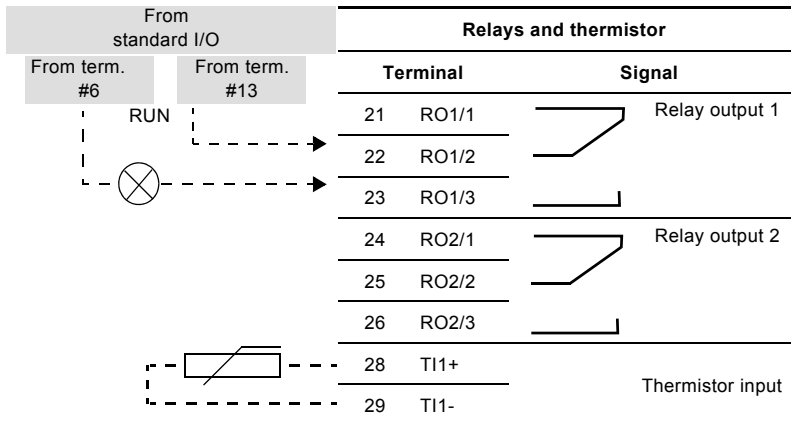 From
standard I/O
From term.
#6
From term.
#13
RUN
Relays and thermistor
Terminal Signal
21 RO1/1 Relay output 1
22 RO1/2
23 RO1/3
24 RO2/1 Relay output 2
25 RO2/2
26 RO2/3
28 TI1+
Thermistor input
29 TI1-